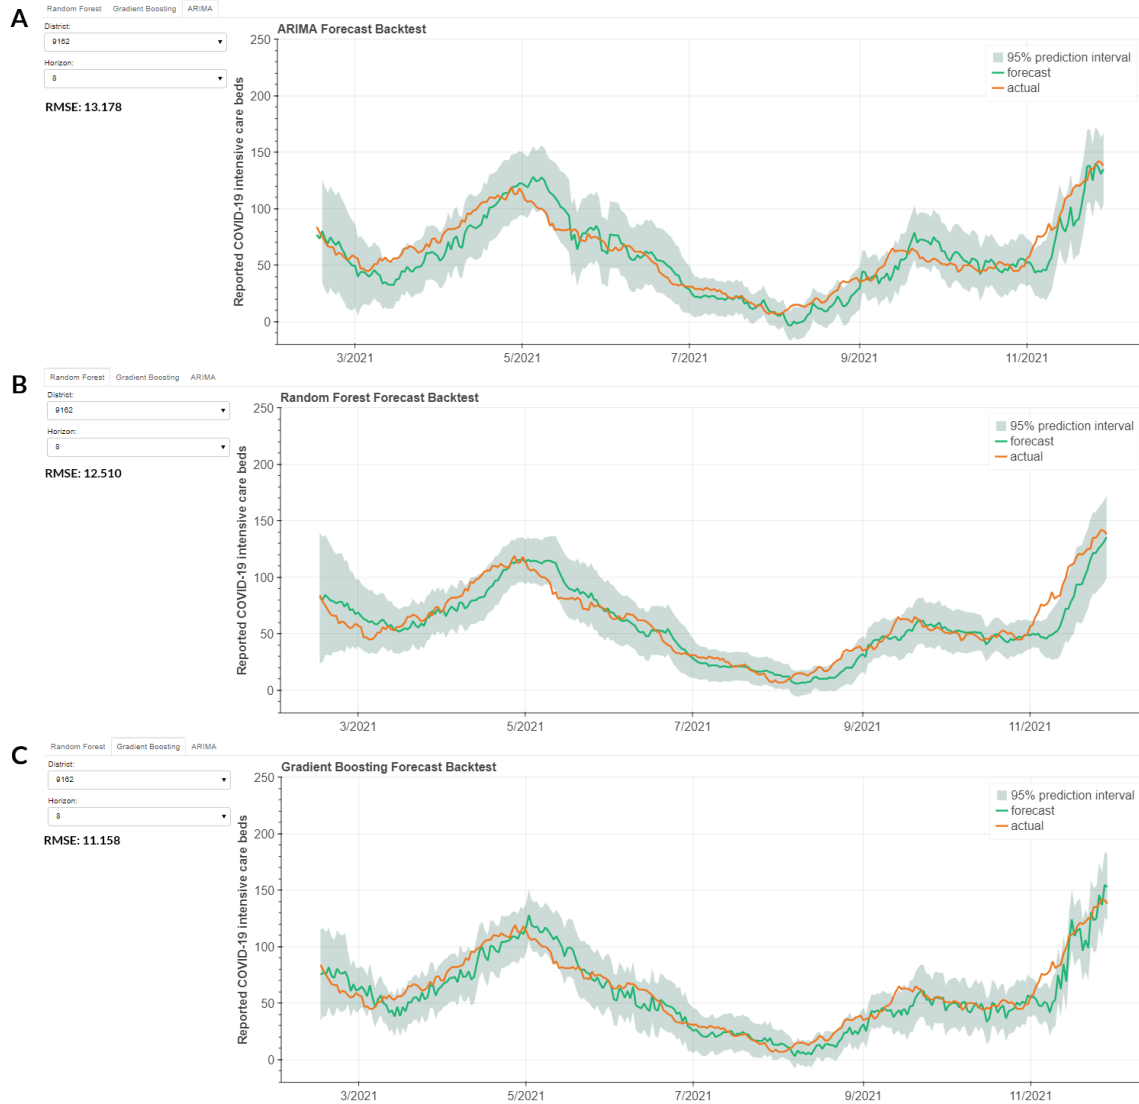 A
Random Forest Gradient Boosting ARIMA
District:
9162
Horizon:
8
RMSE: 13.178
ARIMA Forecast Backtest
Reported COVID-19 intensive care beds
250
200
150
100
50
0
3/2021 5/2021 7/2021 9/2021 11/2021
95% prediction interval
forecast
actual
B
Random Forest Gradient Boosting ARIMA
District:
9162
Horizon:
8
RMSE: 12.510
Random Forest Forecast Backtest
Reported COVID-19 intensive care beds
250
200
150
100
50
0
3/2021 5/2021 7/2021 9/2021 11/2021
95% prediction interval
forecast
actual
C
Random Forest Gradient Boosting ARIMA
District:
9162
Horizon:
8
RMSE: 11.158
Gradient Boosting Forecast Backtest
Reported COVID-19 intensive care beds
250
200
150
100
50
0
3/2021 5/2021 7/2021 9/2021 11/2021
95% prediction interval
forecast
actual